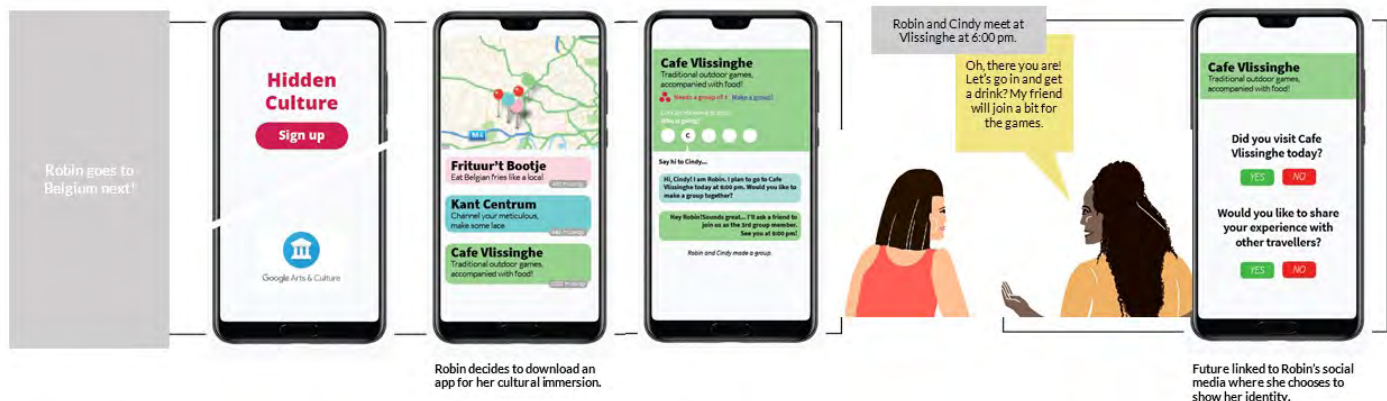 Robin goes to
Belgium next!
Hidden
Culture
Sign up
Google Arts & Culture
M4
Frituur't Bootje
Eat Belgian fries like a local
Kant Centrum
Channel your meticulous,
make some lace
Cafe Vlissinghe
Traditional outdoor games,
accompanied with food!
Robin decides to download an
app for her cultural immersion.
Cafe Vlissinghe
Traditional outdoor games,
accompanied with food!
Needs a group of Make a group!
Who is going?
C
Say hi to Cindy...
Hi, Cindy! I am Robin. I plan to go to Cafe
Vlissinghe today at 6:00 pm. Would you like to
make a group together?
Hey Robin!Sounds great... I'll ask a friend to
join us as the 3rd group member.
See you at 6:00 pm!
Robin and Cindy made a group.
Robin and Cindy meet at
Vlissinghe at 6:00 pm.
Oh, there you are!
Let's go in and get
a drink? My friend
will join a bit for
the games.
Cafe Vlissinghe
Traditional outdoor games,
accompanied with food!
Did you visit Cafe
Vlissinghe today?
YES NO
Would you like to share
your experience with
other travellers?
YES NO
Future linked to Robin's social
media where she chooses to
show her identity.